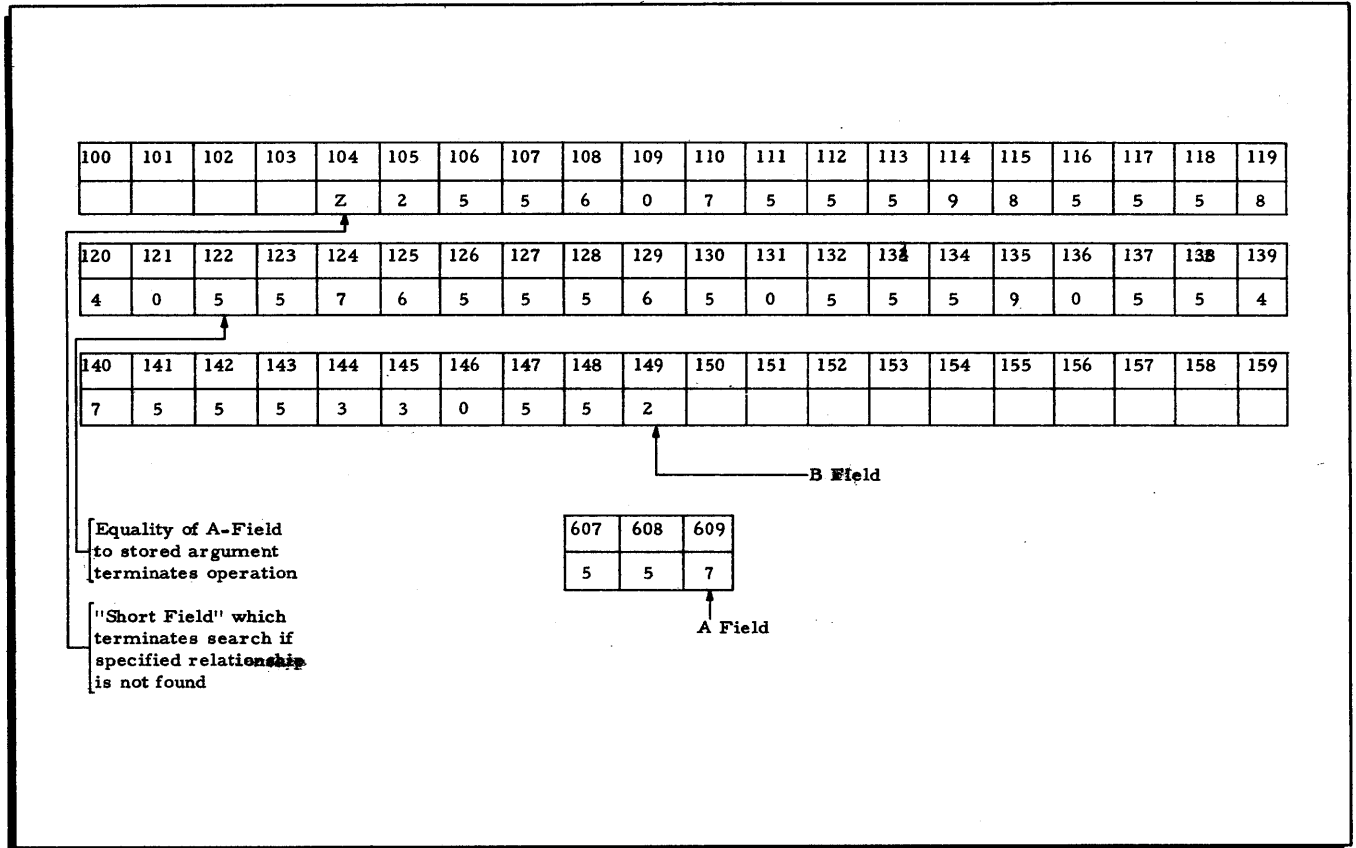 100 101 102 103 104 105 106 107 108 109 110 111 112 113 114 115 116 117 118 119
Z 2 5 5 6 0 7 5 5 5 9 8 5 5 5 8
120 121 122 123 124 125 126 127 128 129 130 131 132 133 134 135 136 137 138 139
4 0 5 5 7 6 5 5 5 6 5 0 5 5 5 9 0 5 5 4
140 141 142 143 144 145 146 147 148 149 150 151 152 153 154 155 156 157 158 159
7 5 5 5 3 3 0 5 5 2
B Field
Equality of A-Field
to stored argument
terminates operation
607 608 609
5 5 7
A Field
"Short Field" which
terminates search if
specified relationship
is not found